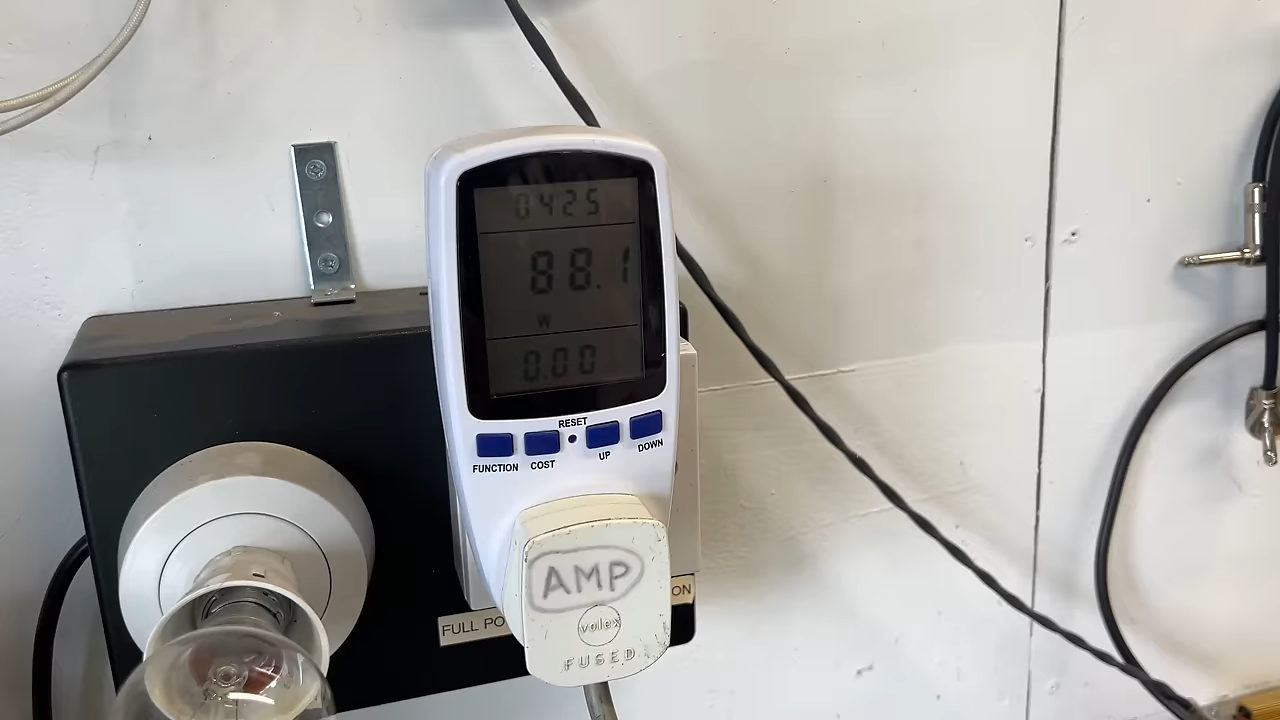 0425
88.1
W
0.00
RESET
FUNCTION COST UP DOWN
AMP
volex
FUSED
FULL PO
ON